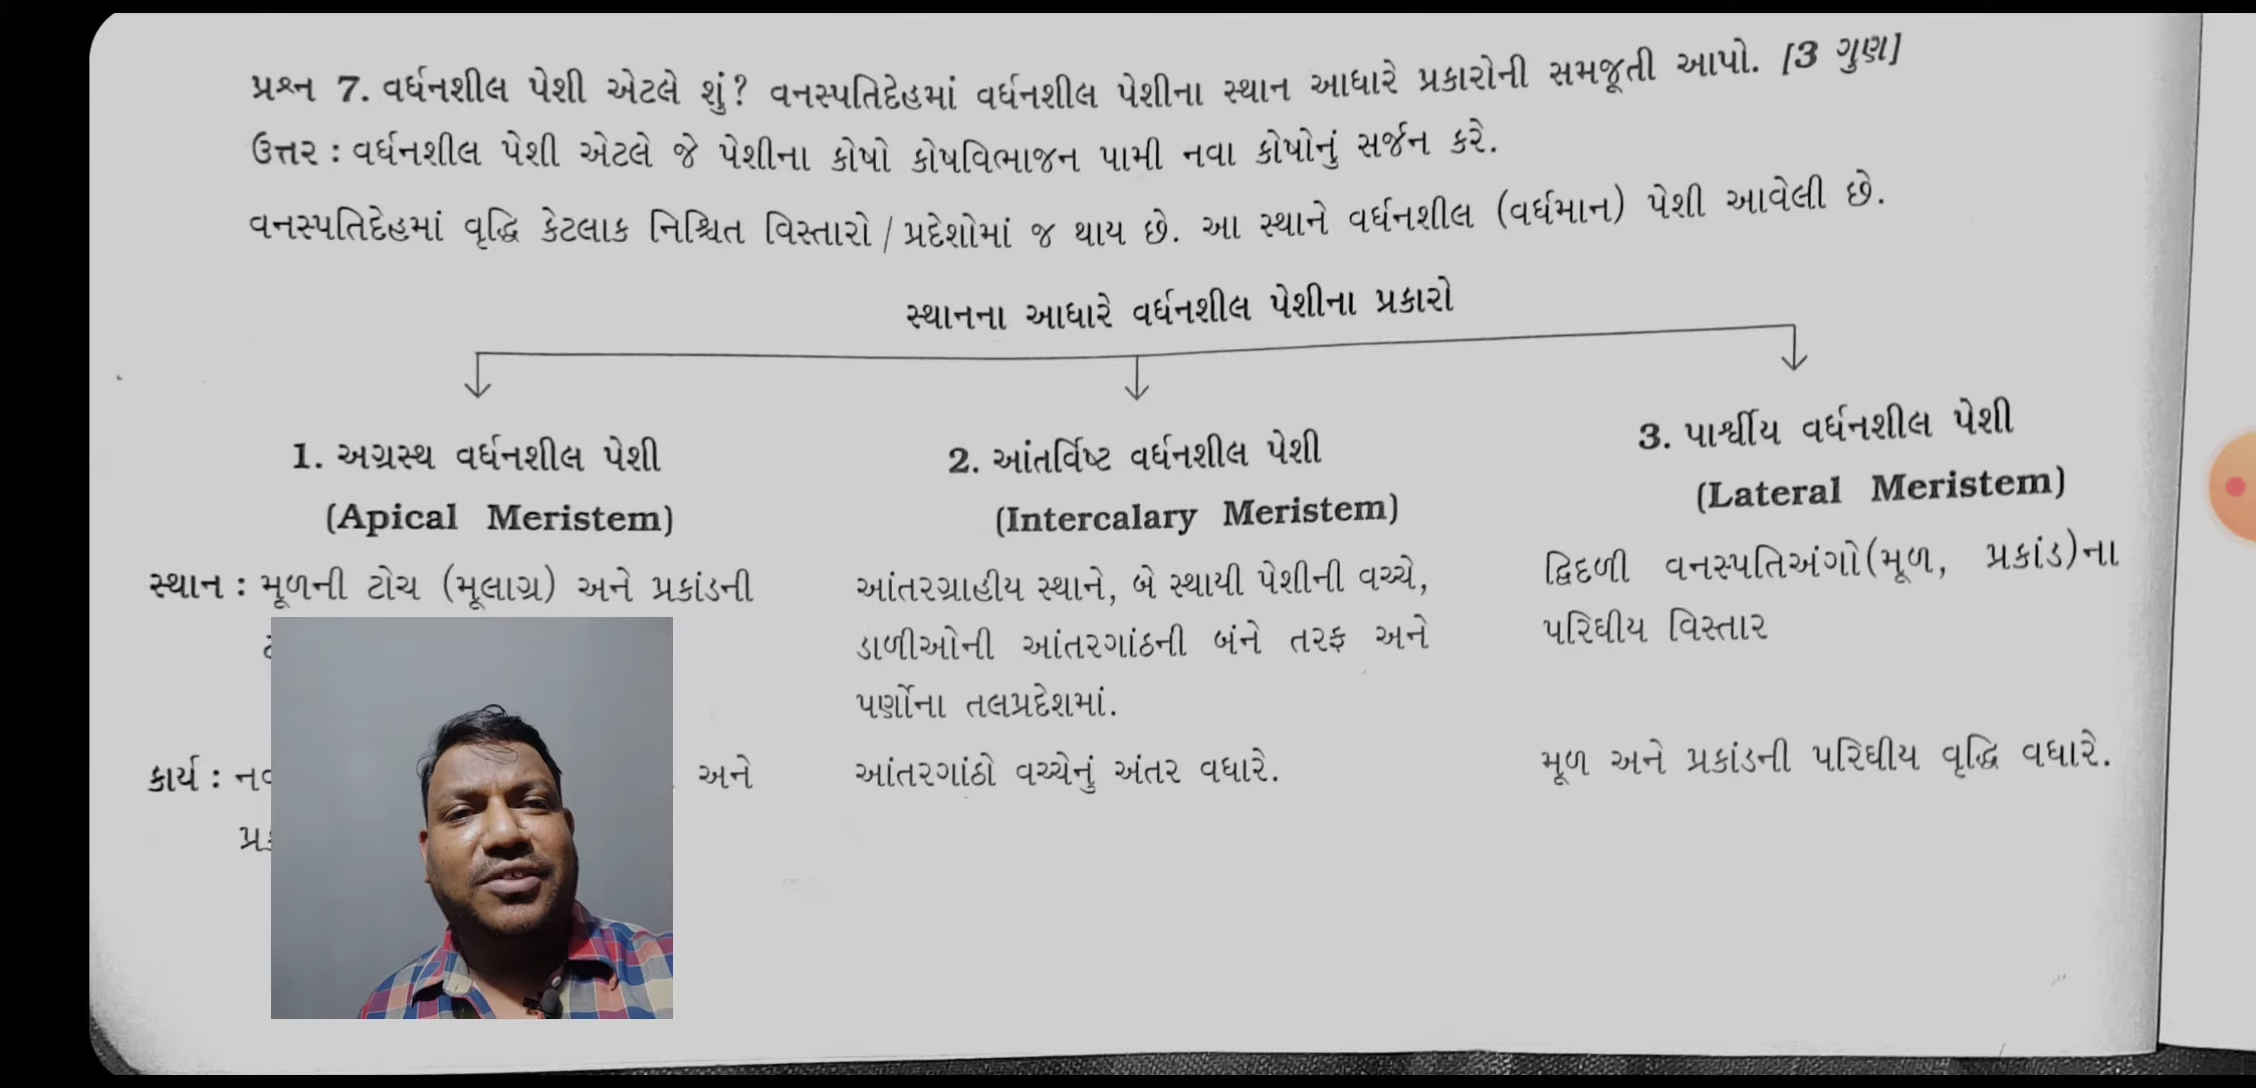 પ્રશ્ન 7. વર્ધનશીલ પેશી એટલે શું? વનસ્પતિદેહમાં વર્ધનશીલ પેશીના સ્થાન આધારે પ્રકારોની સમજૂતી આપો. [3 ગુણ]
ઉત્તર : વર્ધનશીલ પેશી એટલે જે પેશીના કોષો કોષવિભાજન પામી નવા કોષોનું સર્જન કરે.
વનસ્પતિદેહમાં વૃદ્ધિ કેટલાક નિશ્ચિત વિસ્તારો / પ્રદેશોમાં જ થાય છે. આ સ્થાને વર્ધનશીલ (વર્ધમાન) પેશી આવેલી છે.
સ્થાનના આધારે વર્ધનશીલ પેશીના પ્રકારો
1. અગ્રસ્થ વર્ધનશીલ પેશી
(Apical Meristem)
સ્થાન : મૂળની ટોચ (મૂલાગ્ર) અને પ્રકાંડની
કાર્ય :
અને
2. આંતર્વિષ્ટ વર્ધનશીલ પેશી
(Intercalary Meristem)
આંતરગ્રાહીય સ્થાને, બે સ્થાયી પેશીની વચ્ચે,
ડાળીઓની આંતરગાંઠની બંને તરફ અને
પર્ણોના તલપ્રદેશમાં.
આંતરગાંઠો વચ્ચેનું અંતર વધારે.
3. પાર્શ્વીય વર્ધનશીલ પેશી
(Lateral Meristem)
દ્વિદળી વનસ્પતિઅંગો(મૂળ, પ્રકાંડ)ના
પરિઘીય વિસ્તાર
મૂળ અને પ્રકાંડની પરિઘીય વૃદ્ધિ વધારે.